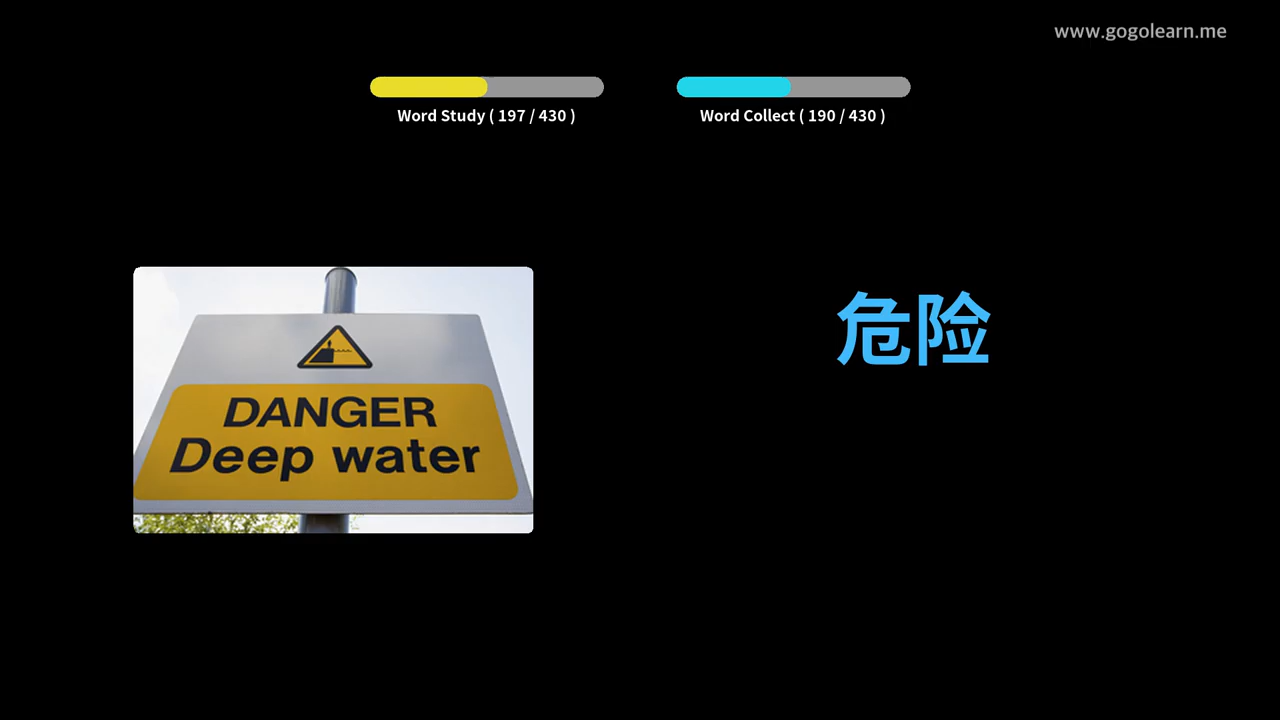 www.gogolearn.me
Word Study ( 197 / 430 )
Word Collect ( 190 / 430 )
危险
DANGER
Deep water